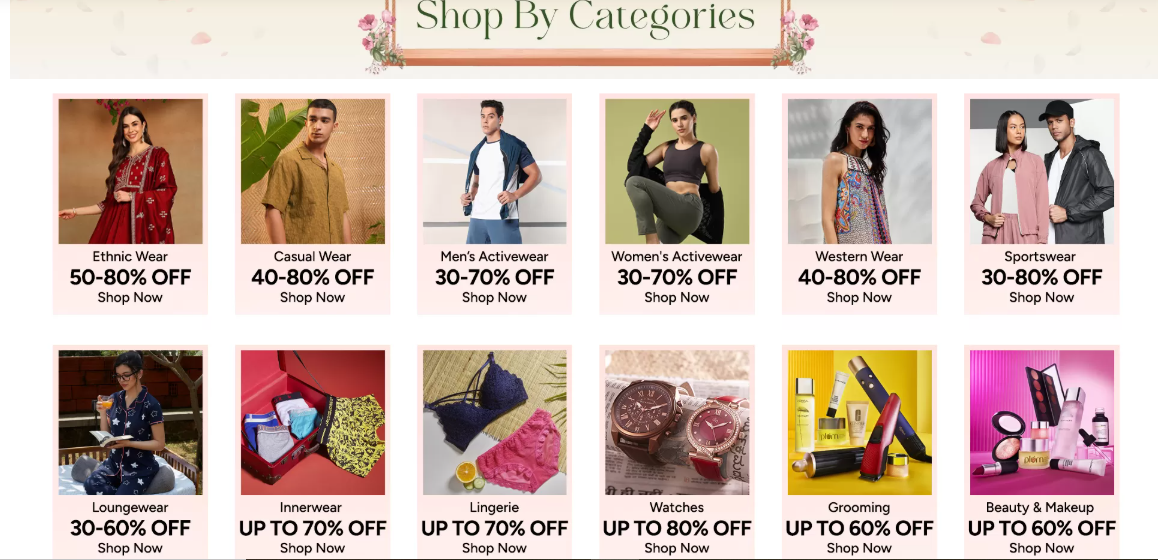 Shop By Categories
Ethnic Wear
50-80% OFF
Shop Now
Casual Wear
40-80% OFF
Shop Now
Men's Activewear
30-70% OFF
Shop Now
Women's Activewear
30-70% OFF
Shop Now
Western Wear
40-80% OFF
Shop Now
Sportswear
30-80% OFF
Shop Now
Loungewear
30-60% OFF
Shop Now
Innerwear
UP TO 70% OFF
Shop Now
Lingerie
UP TO 70% OFF
Shop Now
Watches
UP TO 80% OFF
Shop Now
Grooming
UP TO 60% OFF
Shop Now
Beauty & Makeup
UP TO 60% OFF
Shop Now